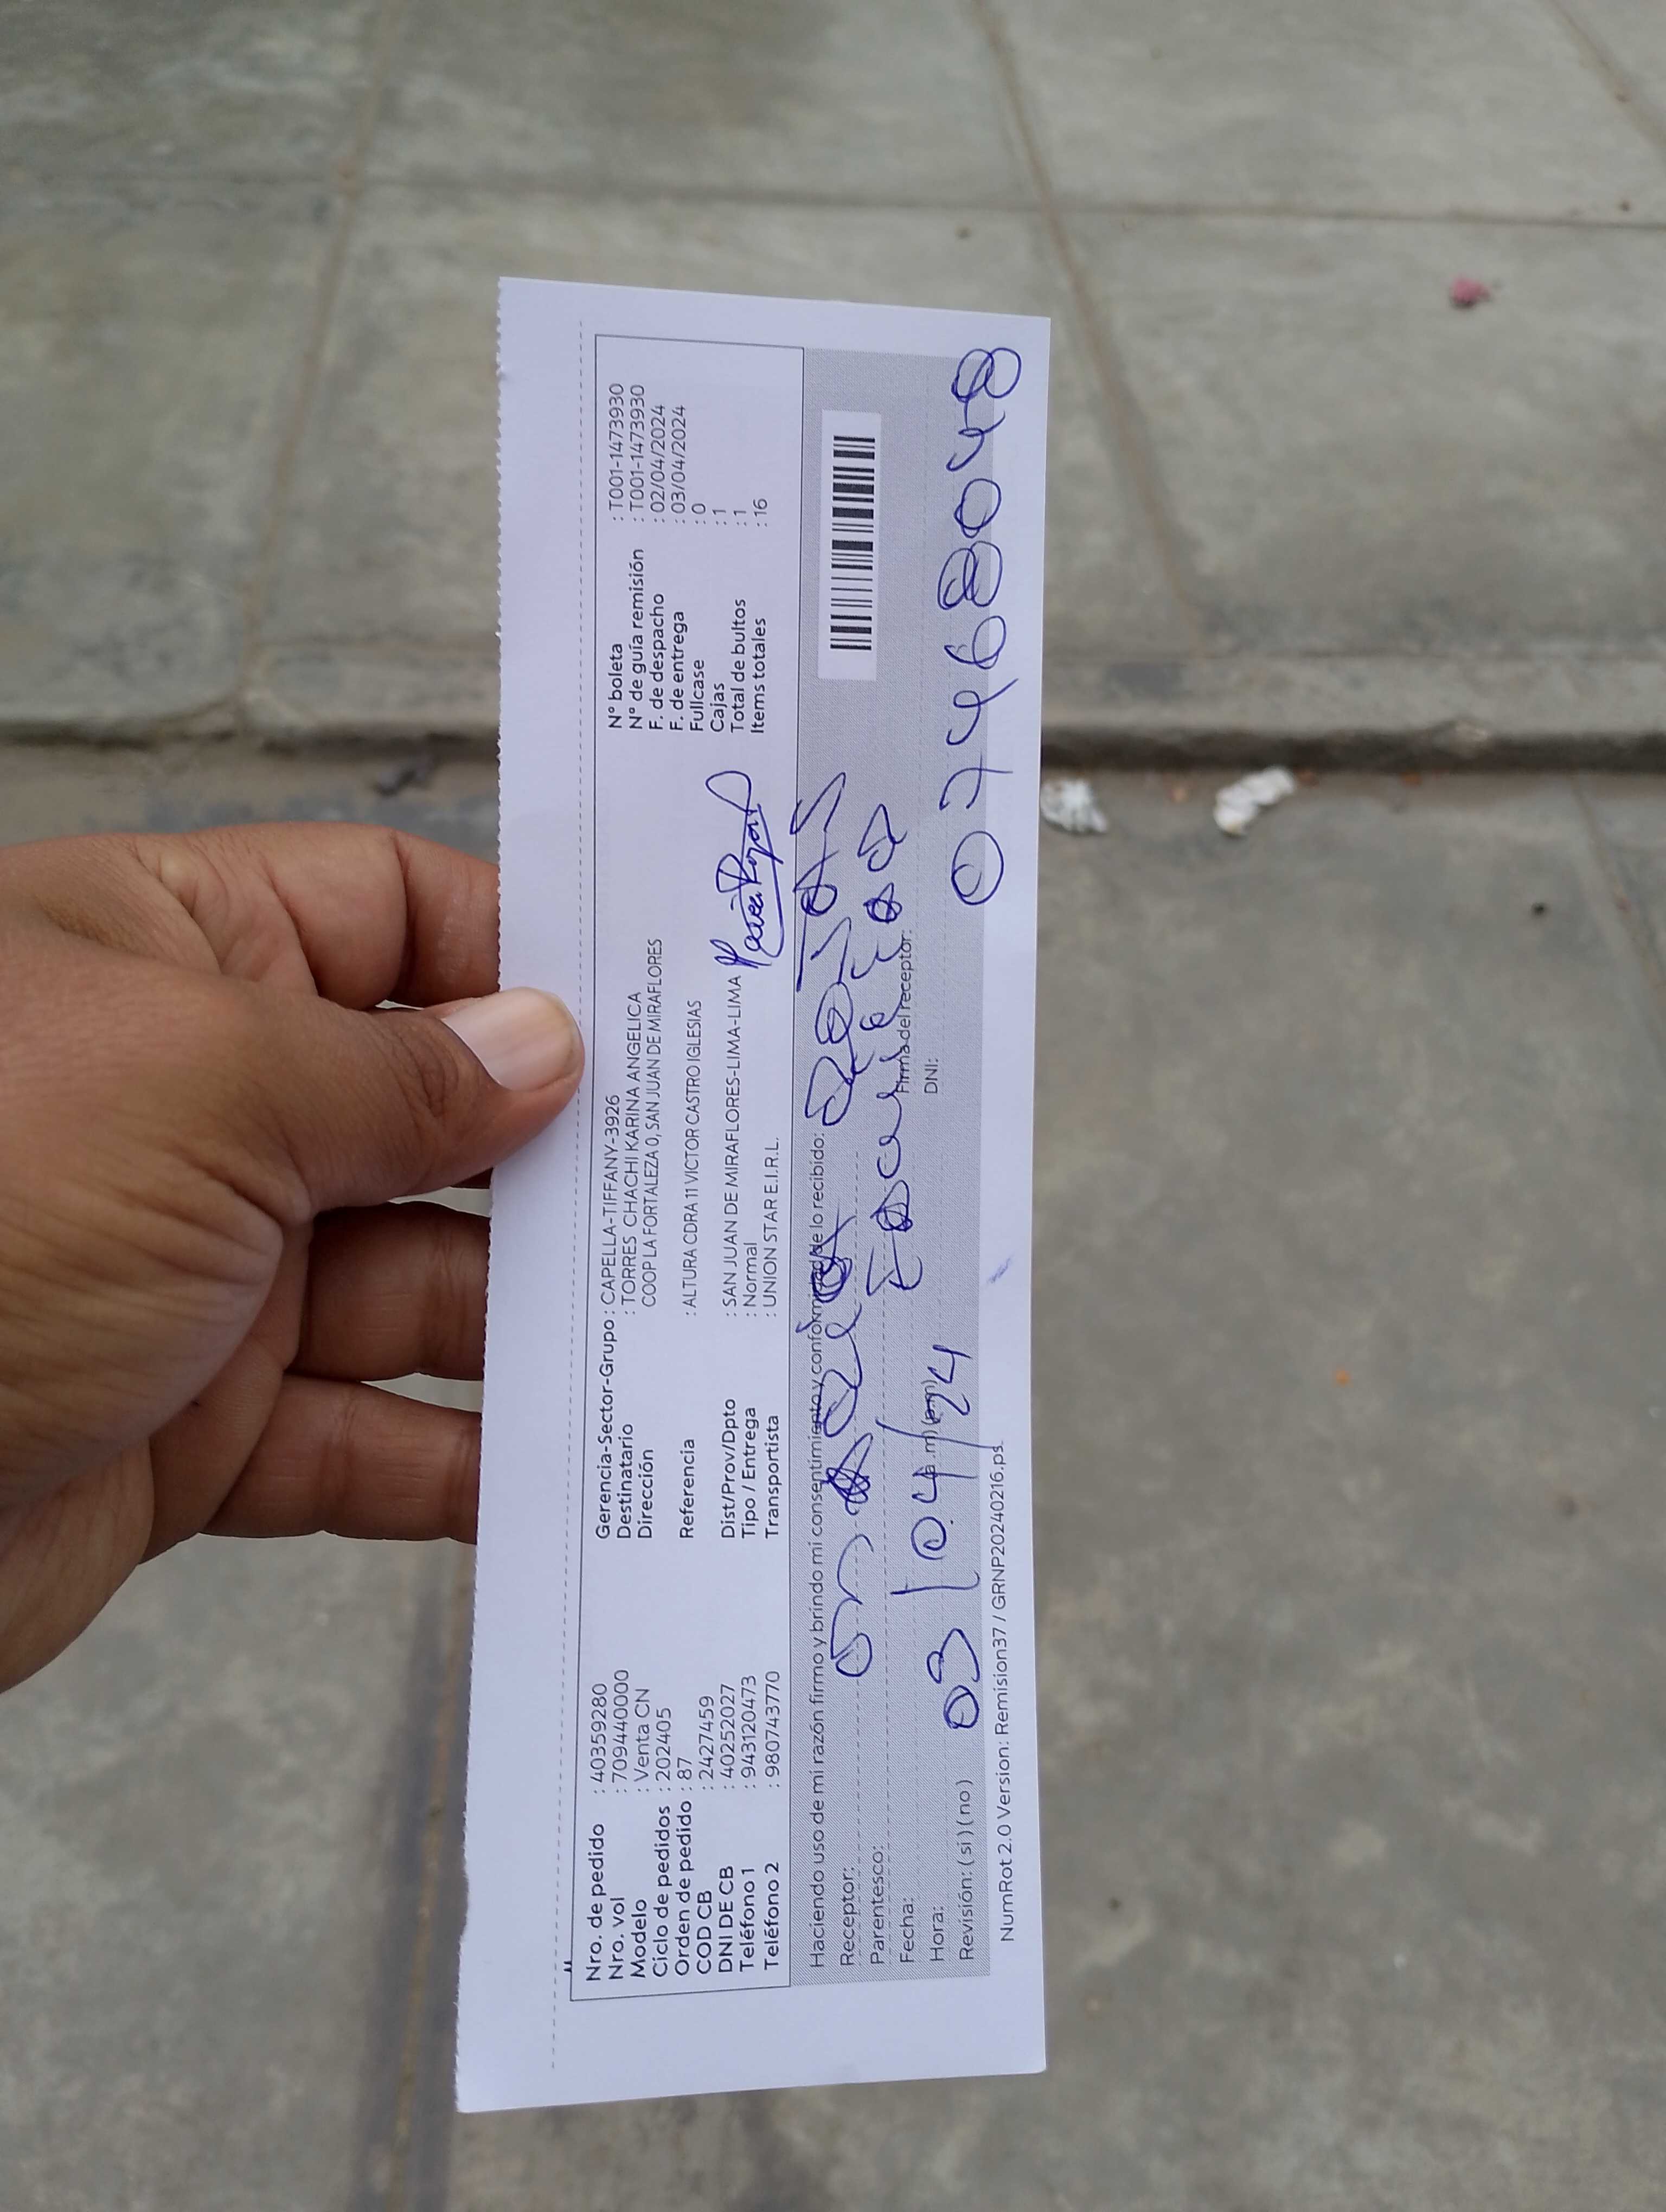 Nro. de pedido : 40359280
Nro. vol : 709440000
Modelo : Venta CN
Ciclo de pedidos : 202405
Orden de pedido : 87
COD CB : 2427459
DNI DE CB : 40252027
Teléfono 1 : 943120473
Teléfono 2 : 980743770
Gerencia-Sector-Grupo : CAPELLA-TIFFANY-3926
Destinatario : TORRES CHACHI KARINA ANGELICA
Dirección COOP LA FORTALEZA 0, SAN JUAN DE MIRAFLORES
Referencia : ALTURA CDRA 11 VICTOR CASTRO IGLESIAS
Dist/Prov/Dpto : SAN JUAN DE MIRAFLORES-LIMA-LIMA
Tipo / Entrega : Normal
Transportista : UNION STAR E.I.R.L.
N° boleta : T001-1473930
N° de guía remisión : T001-1473930
F. de despacho : 02/04/2024
F. de entrega : 03/04/2024
Fullcase : 0
Cajas : 1
Total de bultos : 1
Items totales : 16
Haciendo uso de mi razón firmo y brindo mi consentimiento y conformidad de lo recibido:
Receptor:
Parentesco:
Fecha: 03/04/24
Hora: (a.m) (p.m)
Revisión: ( si ) ( no )
Firma del receptor:
DNI: 07468048
NumRot 2.0 Version: Remision37 / GRNP20240216.ps